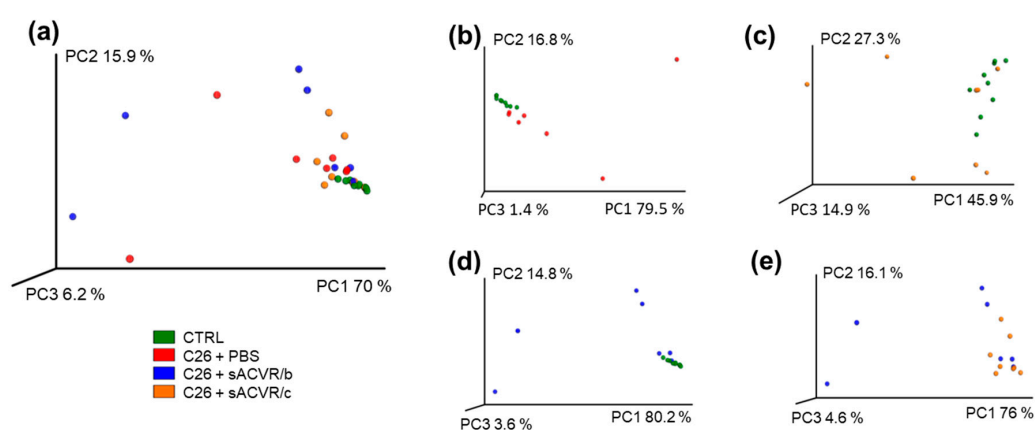 (a)
PC2 15.9 %
PC3 6.2 %
PC1 70 %
CTRL
C26 + PBS
C26 + sACVR/b
C26 + sACVR/c
(b)
PC2 16.8 %
PC3 1.4 %
PC1 79.5 %
(c)
PC2 27.3 %
PC3 14.9 %
PC1 45.9 %
(d)
PC2 14.8 %
PC3 3.6 %
PC1 80.2 %
(e)
PC2 16.1 %
PC3 4.6 %
PC1 76 %